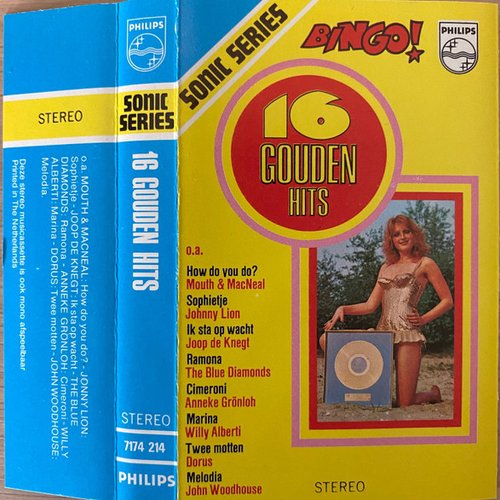 STEREO
o.a. MOUTH & MACNEAL: How do you do? - JONNY LION:
Sophietje - JOOP DE KNEGT: Ik sta op wacht - THE BLUE
DIAMONDS: Ramona - ANNEKE GRÖNLOH: Cimeroni - WILLY
ALBERTI: Marina - DORUS: Twee motten - JOHN WOODHOUSE:
Melodia.
Deze stereo musicassette is ook mono afspeelbaar
Printed in The Netherlands
PHILIPS
SONIC
SERIES
16 GOUDEN HITS
STEREO
7174 214
PHILIPS
SONIC SERIES
BINGO!
PHILIPS
16
GOUDEN
HITS
o.a.
How do you do?
Mouth & MacNeal
Sophietje
Johnny Lion
Ik sta op wacht
Joop de Knegt
Ramona
The Blue Diamonds
Cimeroni
Anneke Grönloh
Marina
Willy Alberti
Twee motten
Dorus
Melodia
John Woodhouse
STEREO